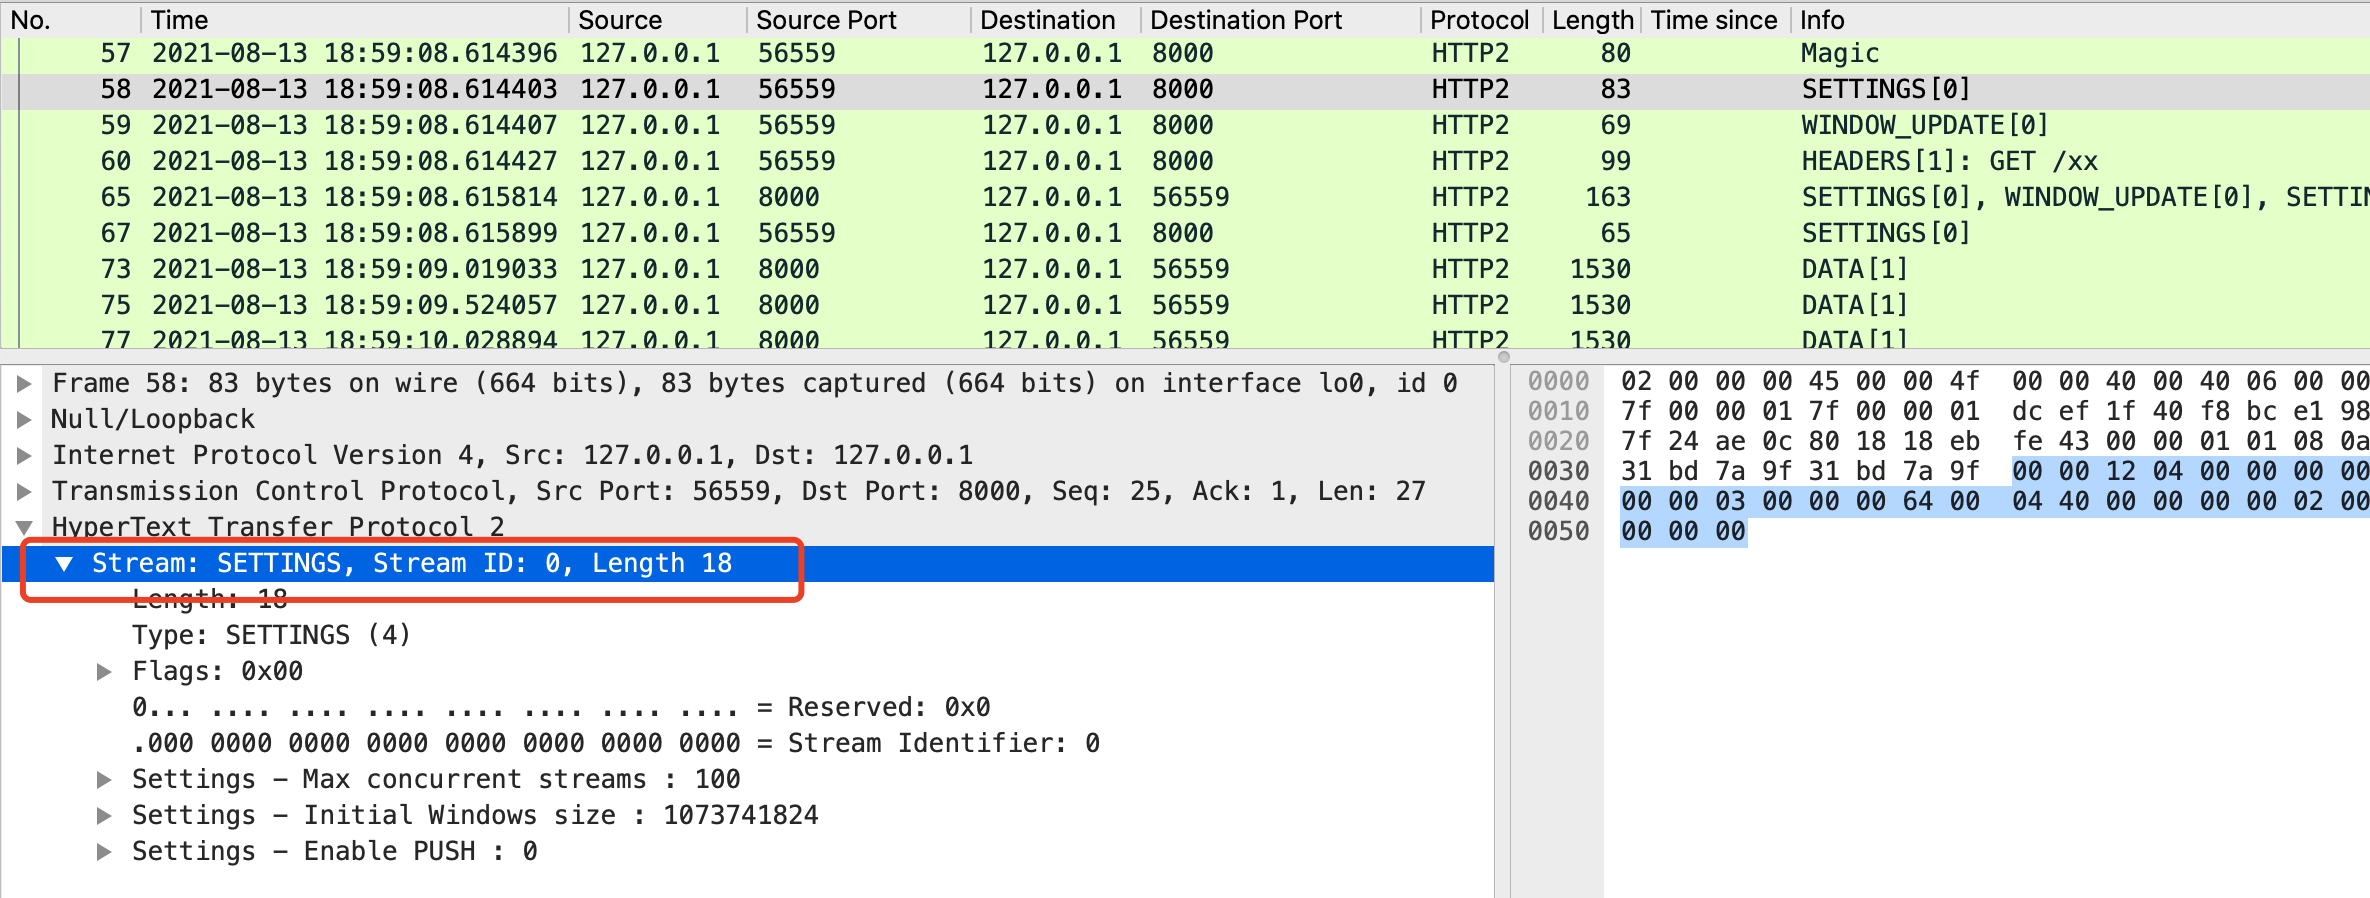 No. Time Source Source Port Destination Destination Port Protocol Length Time since Info
57 2021-08-13 18:59:08.614396 127.0.0.1 56559 127.0.0.1 8000 HTTP2 80 Magic
58 2021-08-13 18:59:08.614403 127.0.0.1 56559 127.0.0.1 8000 HTTP2 83 SETTINGS[0]
59 2021-08-13 18:59:08.614407 127.0.0.1 56559 127.0.0.1 8000 HTTP2 69 WINDOW_UPDATE[0]
60 2021-08-13 18:59:08.614427 127.0.0.1 56559 127.0.0.1 8000 HTTP2 99 HEADERS[1]: GET /xx
65 2021-08-13 18:59:08.615814 127.0.0.1 8000 127.0.0.1 56559 HTTP2 163 SETTINGS[0], WINDOW_UPDATE[0], SETTIN
67 2021-08-13 18:59:08.615899 127.0.0.1 56559 127.0.0.1 8000 HTTP2 65 SETTINGS[0]
73 2021-08-13 18:59:09.019033 127.0.0.1 8000 127.0.0.1 56559 HTTP2 1530 DATA[1]
75 2021-08-13 18:59:09.524057 127.0.0.1 8000 127.0.0.1 56559 HTTP2 1530 DATA[1]
77 2021-08-13 18:59:10.028894 127.0.0.1 8000 127.0.0.1 56559 HTTP2 1530 DATA[1]
Frame 58: 83 bytes on wire (664 bits), 83 bytes captured (664 bits) on interface lo0, id 0
Null/Loopback
Internet Protocol Version 4, Src: 127.0.0.1, Dst: 127.0.0.1
Transmission Control Protocol, Src Port: 56559, Dst Port: 8000, Seq: 25, Ack: 1, Len: 27
HyperText Transfer Protocol 2
Stream: SETTINGS, Stream ID: 0, Length 18
Length: 18
Type: SETTINGS (4)
Flags: 0x00
0... .... .... .... .... .... .... .... = Reserved: 0x0
.000 0000 0000 0000 0000 0000 0000 0000 = Stream Identifier: 0
Settings - Max concurrent streams : 100
Settings - Initial Windows size : 1073741824
Settings - Enable PUSH : 0
0000 02 00 00 00 45 00 00 4f 00 00 40 00 40 06 00 00
0010 7f 00 00 01 7f 00 00 01 dc ef 1f 40 f8 bc e1 98
0020 7f 24 ae 0c 80 18 18 eb fe 43 00 00 01 01 08 0a
0030 31 bd 7a 9f 31 bd 7a 9f 00 00 12 04 00 00 00 00
0040 00 00 03 00 00 00 64 00 04 40 00 00 00 00 02 00
0050 00 00 00